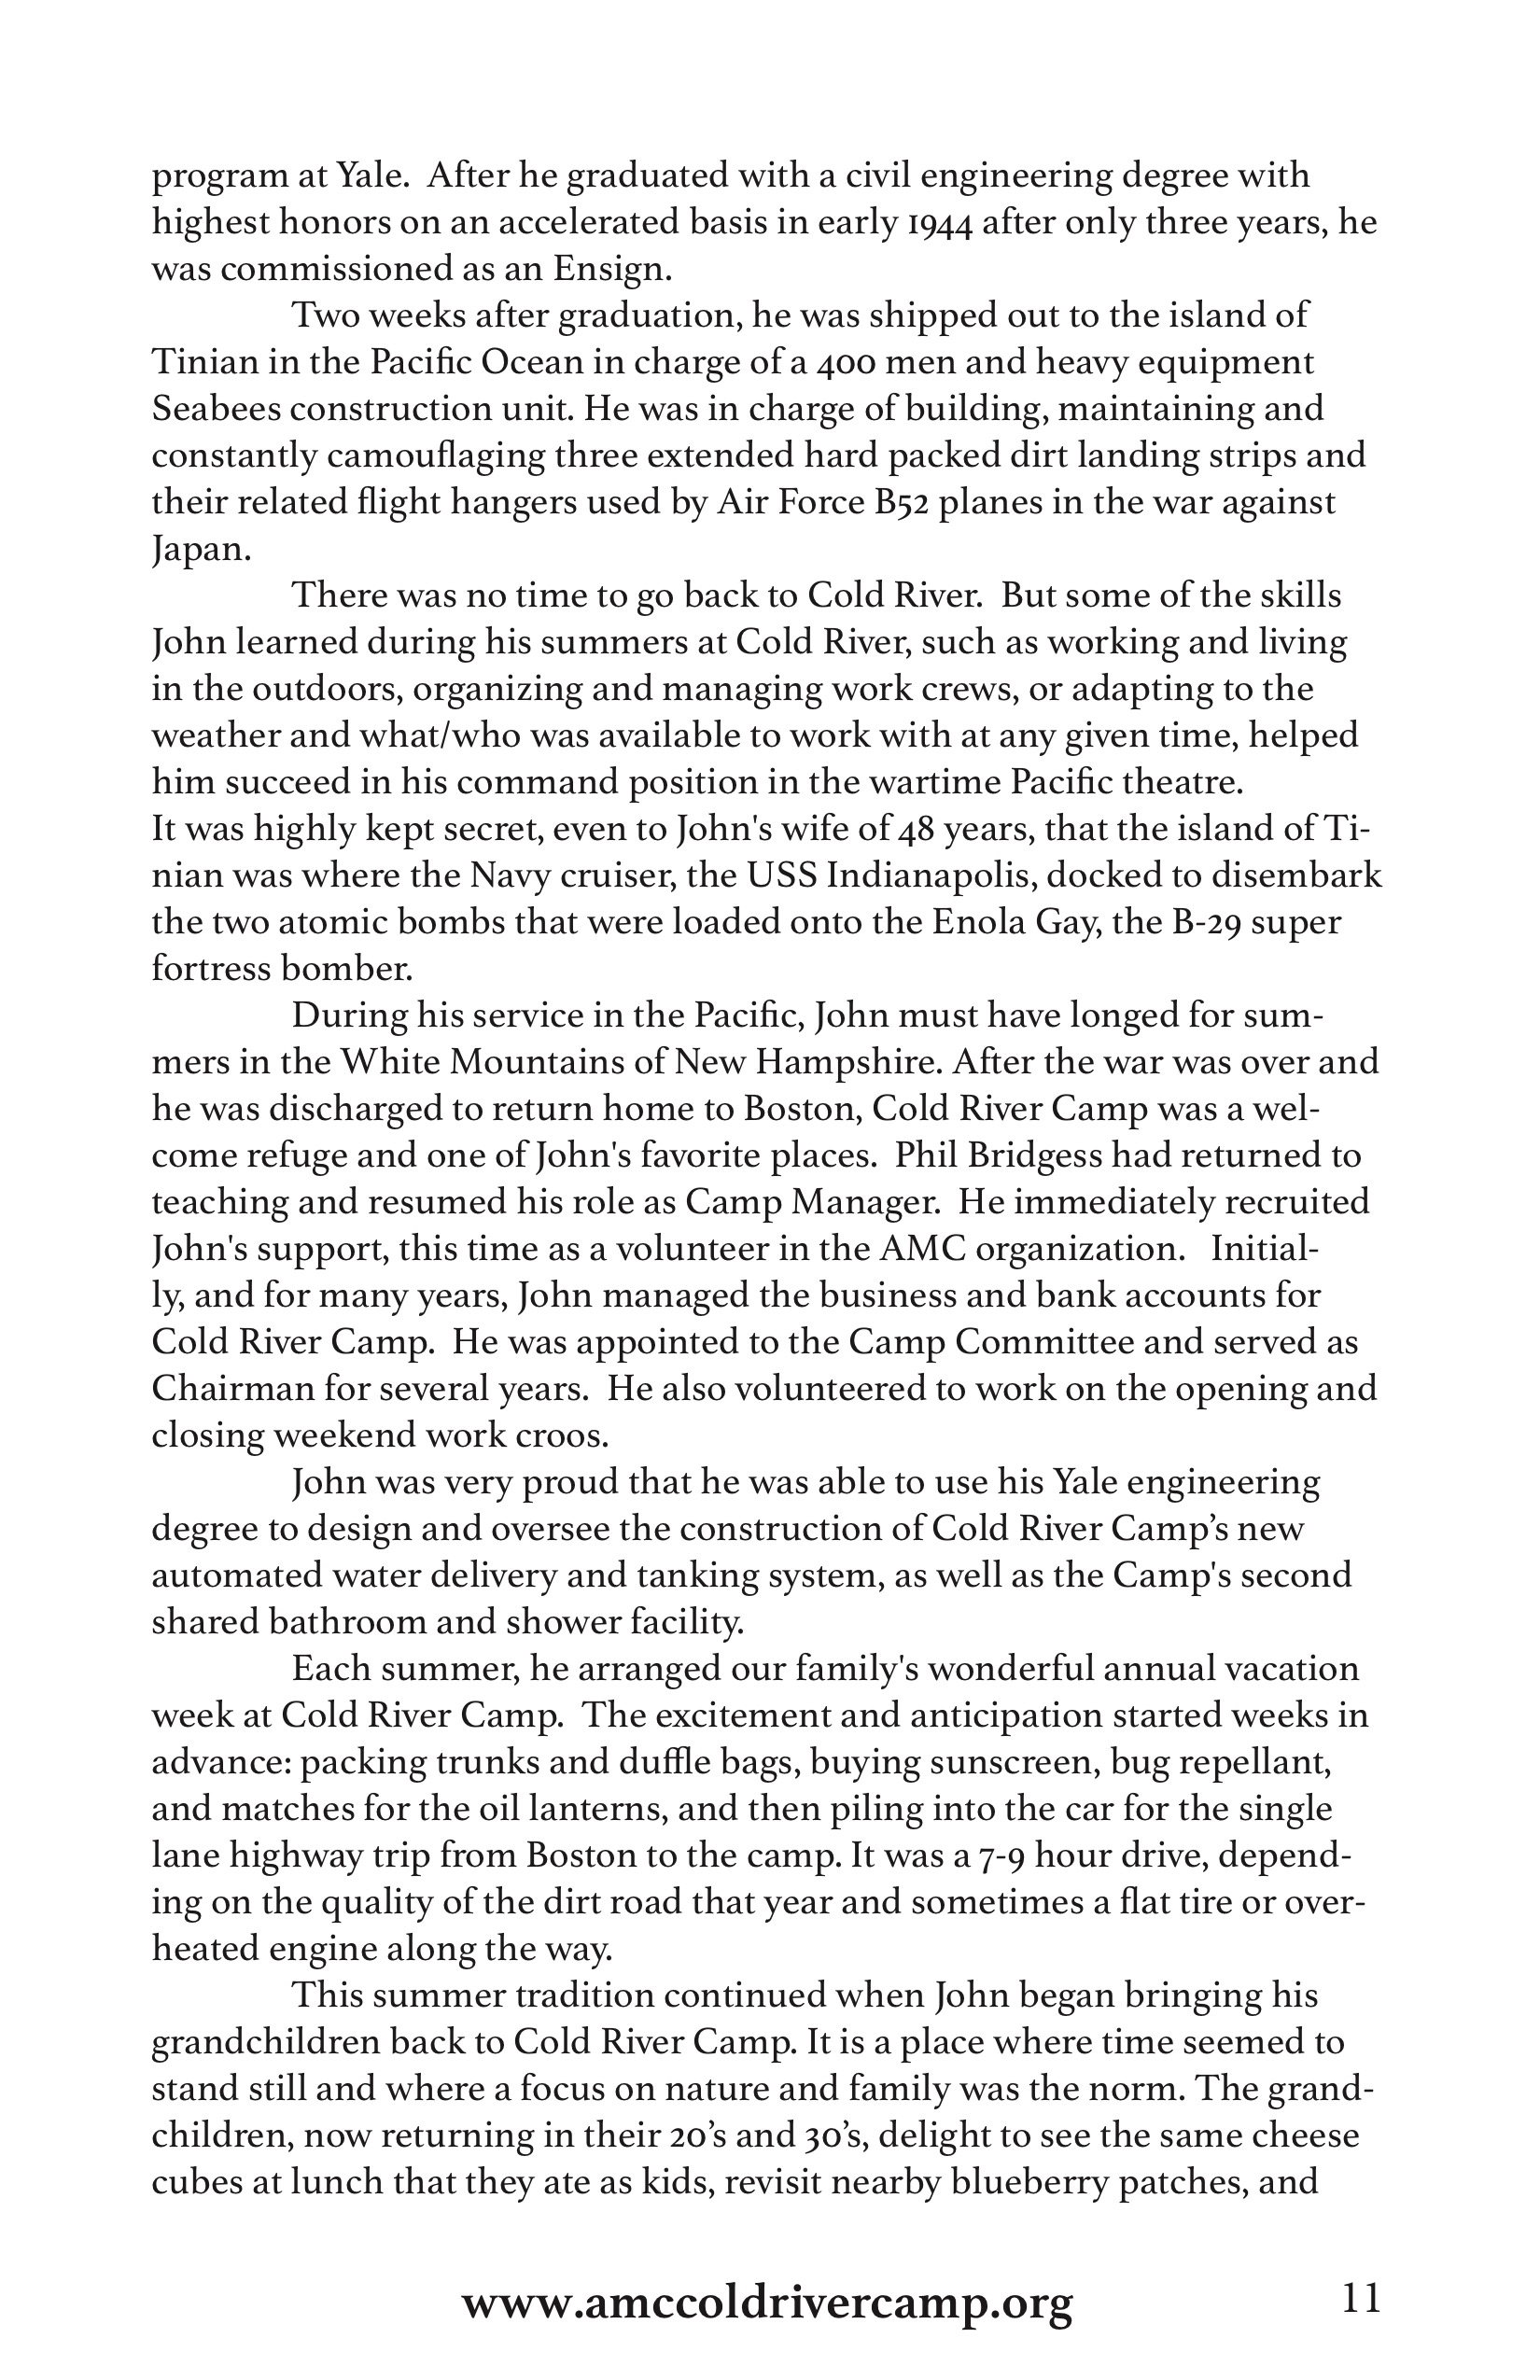 program at Yale.  After he graduated with a civil engineering degree with
highest honors on an accelerated basis in early 1944 after only three years, he
was commissioned as an Ensign.
Two weeks after graduation, he was shipped out to the island of
Tinian in the Pacific Ocean in charge of a 400 men and heavy equipment
Seabees construction unit. He was in charge of building, maintaining and
constantly camouflaging three extended hard packed dirt landing strips and
their related flight hangers used by Air Force B52 planes in the war against
Japan.
There was no time to go back to Cold River.  But some of the skills
John learned during his summers at Cold River, such as working and living
in the outdoors, organizing and managing work crews, or adapting to the
weather and what/who was available to work with at any given time, helped
him succeed in his command position in the wartime Pacific theatre.
It was highly kept secret, even to John's wife of 48 years, that the island of Ti-
nian was where the Navy cruiser, the USS Indianapolis, docked to disembark
the two atomic bombs that were loaded onto the Enola Gay, the B-29 super
fortress bomber.
During his service in the Pacific, John must have longed for sum-
mers in the White Mountains of New Hampshire. After the war was over and
he was discharged to return home to Boston, Cold River Camp was a wel-
come refuge and one of John's favorite places.  Phil Bridgess had returned to
teaching and resumed his role as Camp Manager.  He immediately recruited
John's support, this time as a volunteer in the AMC organization.   Initial-
ly, and for many years, John managed the business and bank accounts for
Cold River Camp.  He was appointed to the Camp Committee and served as
Chairman for several years.  He also volunteered to work on the opening and
closing weekend work croos.
John was very proud that he was able to use his Yale engineering
degree to design and oversee the construction of Cold River Camp’s new
automated water delivery and tanking system, as well as the Camp's second
shared bathroom and shower facility.
Each summer, he arranged our family's wonderful annual vacation
week at Cold River Camp.  The excitement and anticipation started weeks in
advance: packing trunks and duffle bags, buying sunscreen, bug repellant,
and matches for the oil lanterns, and then piling into the car for the single
lane highway trip from Boston to the camp. It was a 7-9 hour drive, depend-
ing on the quality of the dirt road that year and sometimes a flat tire or over-
heated engine along the way.
This summer tradition continued when John began bringing his
grandchildren back to Cold River Camp. It is a place where time seemed to
stand still and where a focus on nature and family was the norm. The grand-
children, now returning in their 20’s and 30’s, delight to see the same cheese
cubes at lunch that they ate as kids, revisit nearby blueberry patches, and
www.amccoldrivercamp.org
11